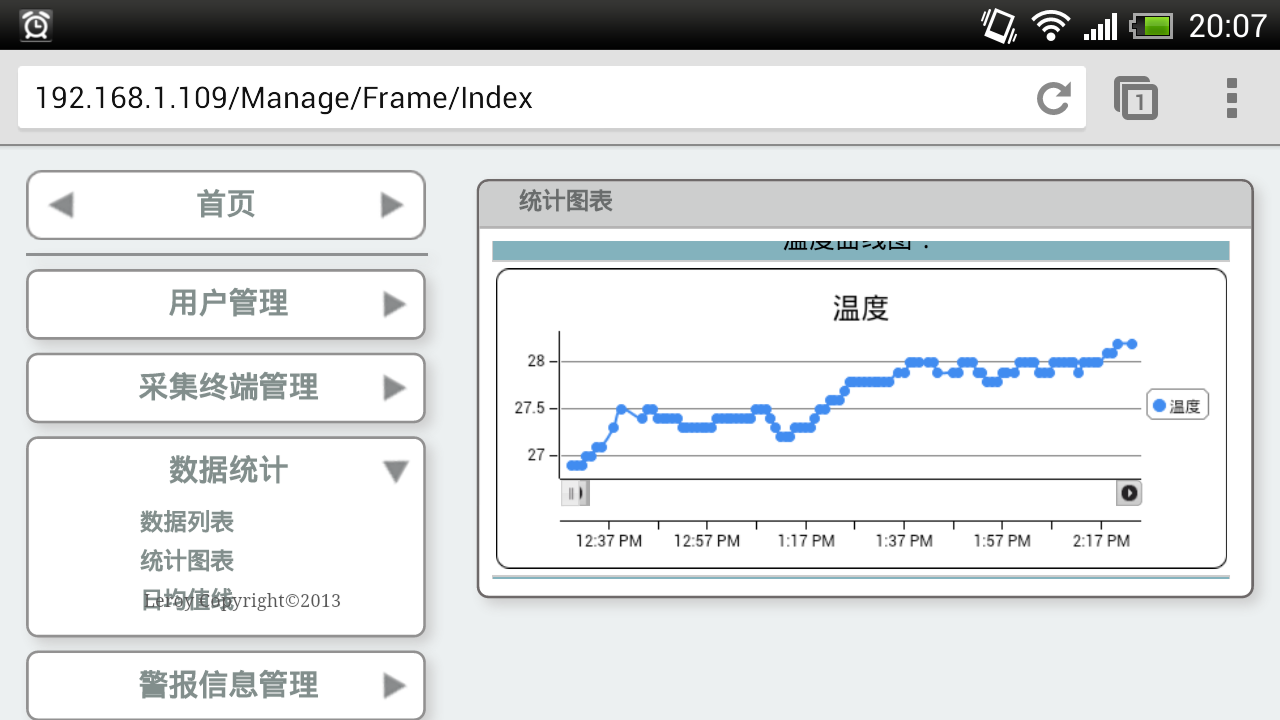 20:07
192.168.1.109/Manage/Frame/Index
1
首页
用户管理
采集终端管理
数据统计
数据列表
统计图表
日均值线
Leroy Copyright©2013
警报信息管理
统计图表
温度曲线图：
温度
28
27.5
27
温度
12:37 PM 12:57 PM 1:17 PM 1:37 PM 1:57 PM 2:17 PM